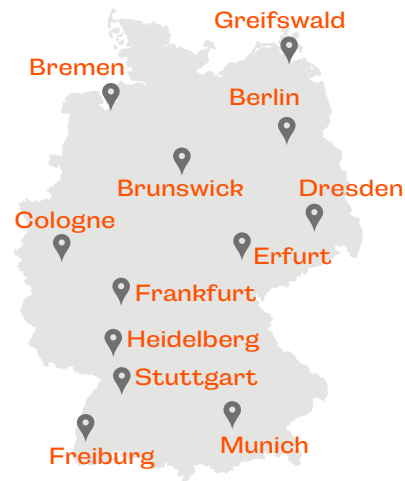 Greifswald
Bremen
Berlin
Brunswick
Dresden
Cologne
Erfurt
Frankfurt
Heidelberg
Stuttgart
Munich
Freiburg